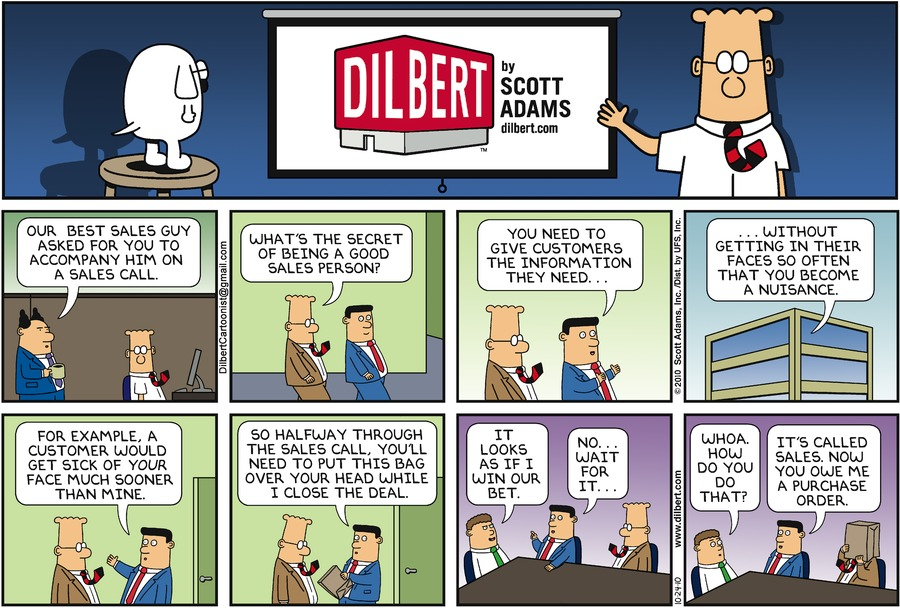 DILBERT
by
SCOTT
ADAMS
dilbert.com
TM
OUR BEST SALES GUY
ASKED FOR YOU TO
ACCOMPANY HIM ON
A SALES CALL.
DilbertCartoonist@gmail.com
WHAT'S THE SECRET
OF BEING A GOOD
SALES PERSON?
YOU NEED TO
GIVE CUSTOMERS
THE INFORMATION
THEY NEED...
© 2010 Scott Adams, Inc./Dist. by UFS, Inc.
...WITHOUT
GETTING IN THEIR
FACES SO OFTEN
THAT YOU BECOME
A NUISANCE.
FOR EXAMPLE, A
CUSTOMER WOULD
GET SICK OF YOUR
FACE MUCH SOONER
THAN MINE.
SO HALFWAY THROUGH
THE SALES CALL, YOU'LL
NEED TO PUT THIS BAG
OVER YOUR HEAD WHILE
I CLOSE THE DEAL.
IT
LOOKS
AS IF I
WIN OUR
BET.
NO...
WAIT
FOR
IT...
www.dilbert.com
10-24-10
WHOA.
HOW
DO YOU
DO
THAT?
IT'S CALLED
SALES. NOW
YOU OWE ME
A PURCHASE
ORDER.